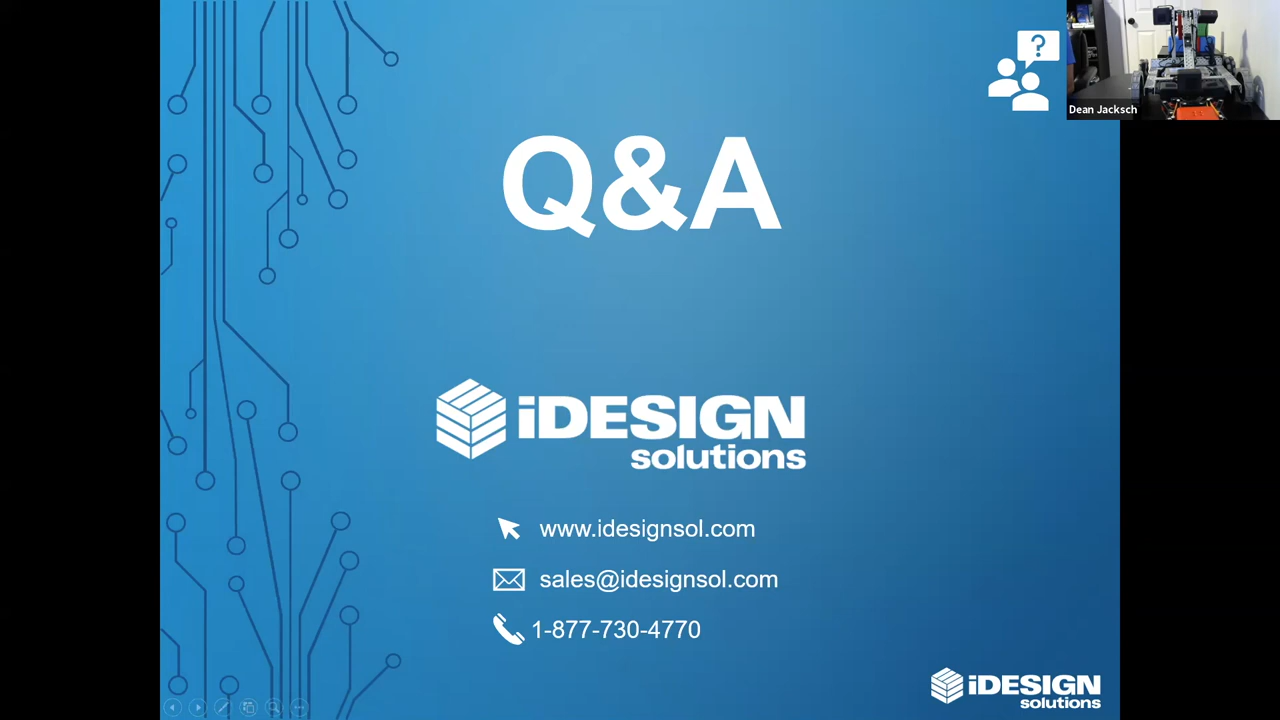 ?
Dean Jacksch
Q&A
iDESIGN
solutions
www.idesignsol.com
sales@idesignsol.com
1-877-730-4770
iDESIGN
solutions